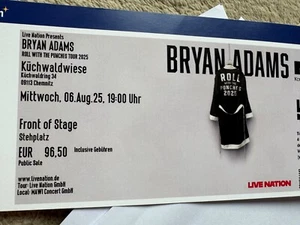 Live Nation Presents
BRYAN ADAMS
ROLL WITH THE PUNCHES TOUR 2025
Küchwaldwiese
Küchwaldring 34
09113 Chemnitz
Mittwoch, 06.Aug.25, 19:00 Uhr
Front of Stage
Stehplatz
EUR 96,50 Inclusive Gebühren
Public Sale
www.livenation.de
Tour: Live Nation GmbH
Local: MAWI Concert GmbH
BRYAN ADAMS
ROLL
WITH THE
PUNCHES
2025
LIVE NATION